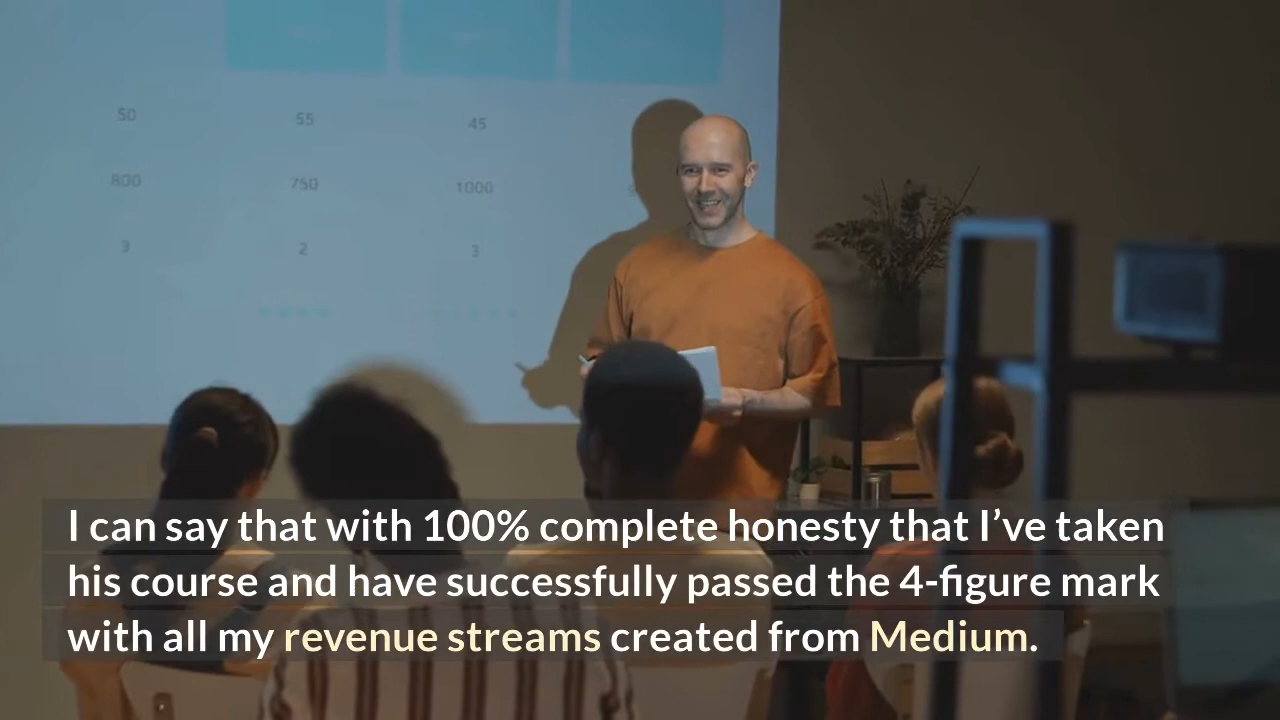 50 55 45
800 750 1000
3 2 3
I can say that with 100% complete honesty that I’ve taken
his course and have successfully passed the 4-figure mark
with all my revenue streams created from Medium.